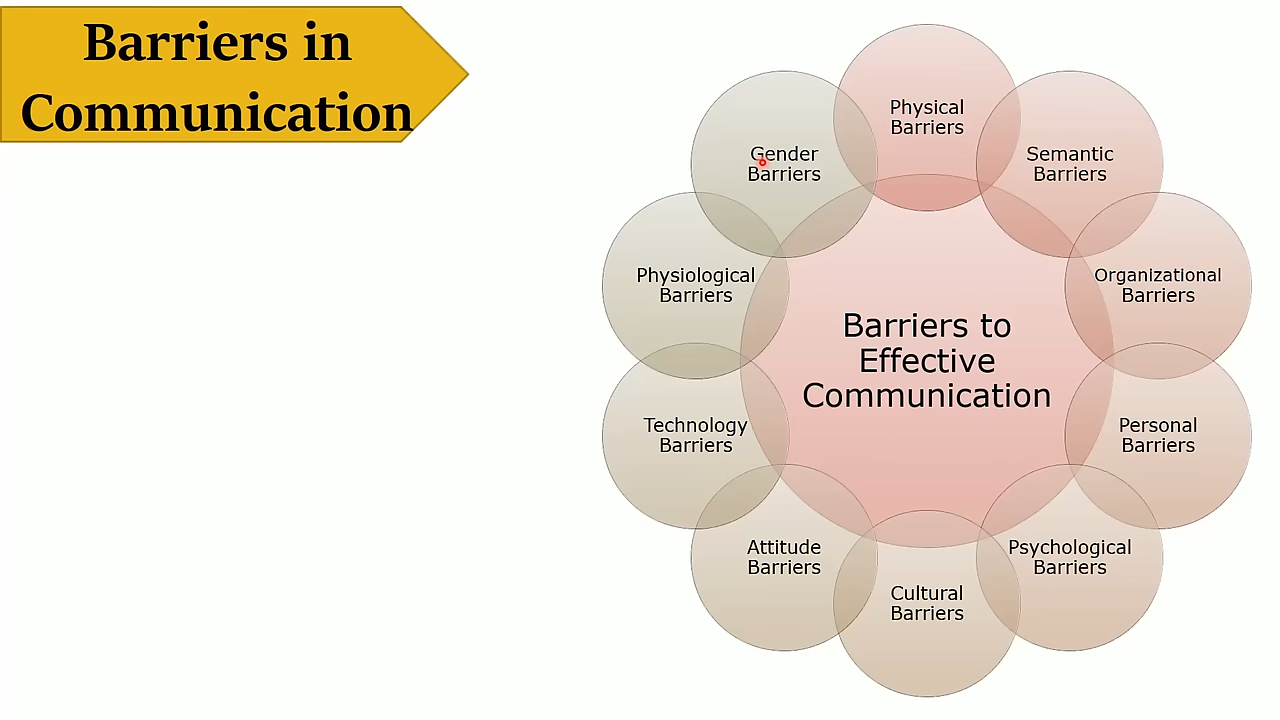 Barriers in
Communication
Physical
Barriers
Semantic
Barriers
Organizational
Barriers
Personal
Barriers
Psychological
Barriers
Cultural
Barriers
Attitude
Barriers
Technology
Barriers
Physiological
Barriers
Gender
Barriers
Barriers to
Effective
Communication